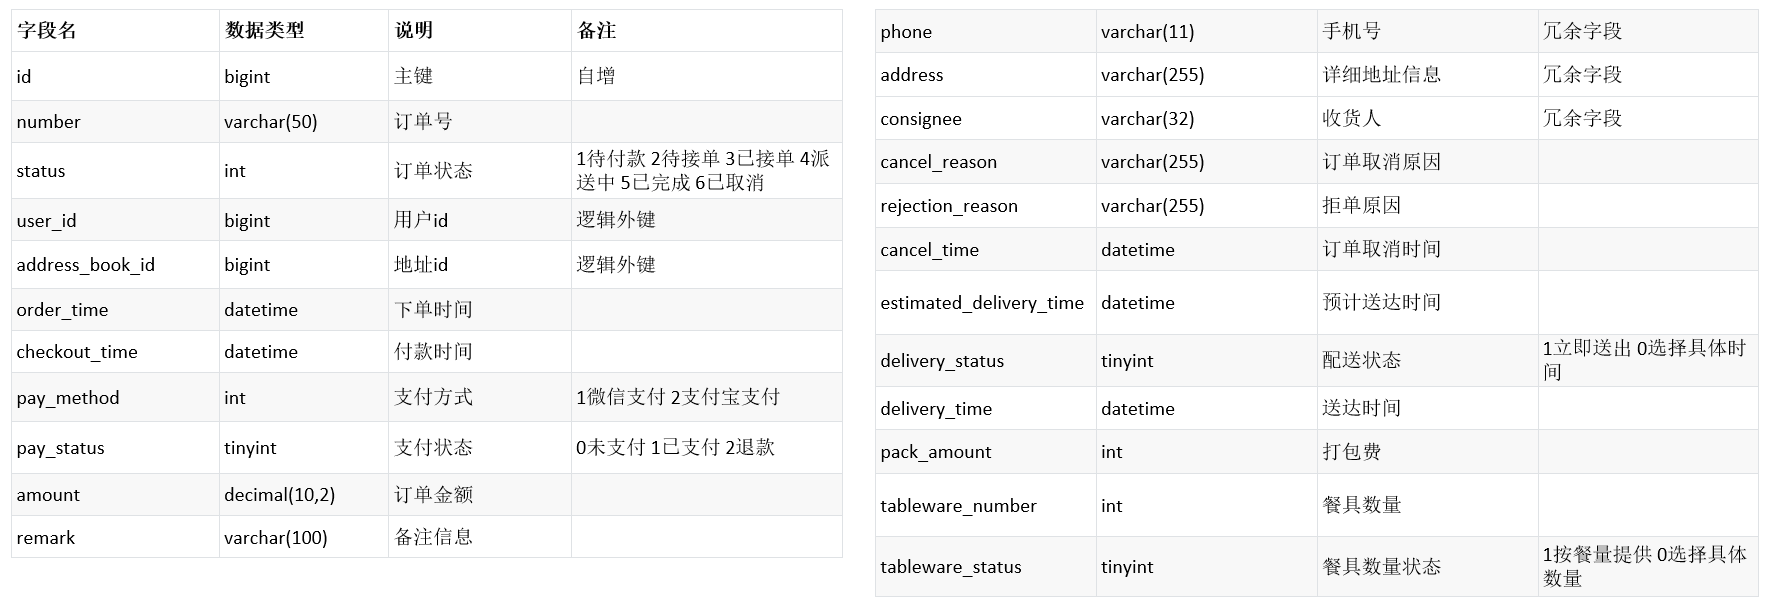 字段名 数据类型 说明 备注
id bigint 主键 自增
number varchar(50) 订单号
status int 订单状态 1待付款 2待接单 3已接单 4派
送中 5已完成 6已取消
user_id bigint 用户id 逻辑外键
address_book_id bigint 地址id 逻辑外键
order_time datetime 下单时间
checkout_time datetime 付款时间
pay_method int 支付方式 1微信支付 2支付宝支付
pay_status tinyint 支付状态 0未支付 1已支付 2退款
amount decimal(10,2) 订单金额
remark varchar(100) 备注信息
phone varchar(11) 手机号 冗余字段
address varchar(255) 详细地址信息 冗余字段
consignee varchar(32) 收货人 冗余字段
cancel_reason varchar(255) 订单取消原因
rejection_reason varchar(255) 拒单原因
cancel_time datetime 订单取消时间
estimated_delivery_time datetime 预计送达时间
delivery_status tinyint 配送状态 1立即送出 0选择具体时
间
delivery_time datetime 送达时间
pack_amount int 打包费
tableware_number int 餐具数量
tableware_status tinyint 餐具数量状态 1按餐量提供 0选择具体
数量